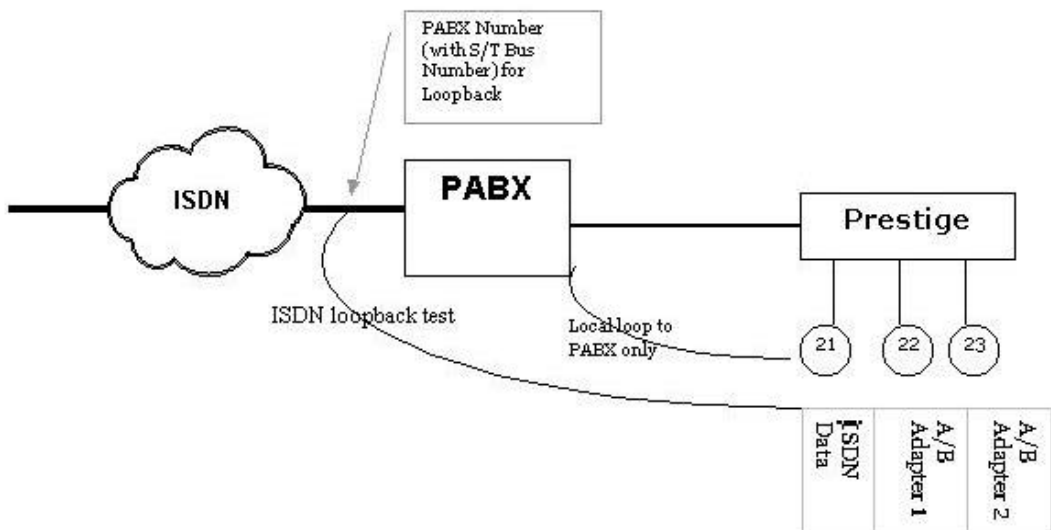 PABX Number
(with S/T Bus
Number) for
Loopback
ISDN
PABX
Prestige
ISDN loopback test
Local loop to
PABX only
21
22
23
ISDN
Data
A/B
Adapter 1
A/B
Adapter 2